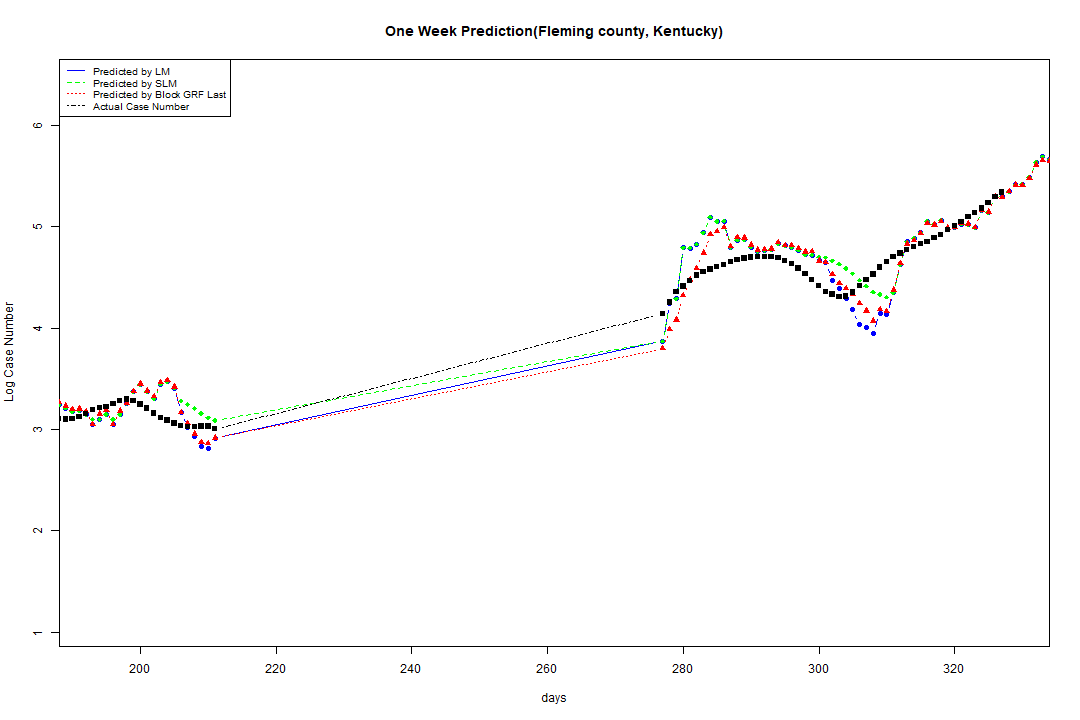 One Week Prediction(Fleming county, Kentucky)
Predicted by LM
Predicted by SLM
Predicted by Block GRF Last
Actual Case Number
Log Case Number
6
5
4
3
2
1
200 220 240 260 280 300 320
days